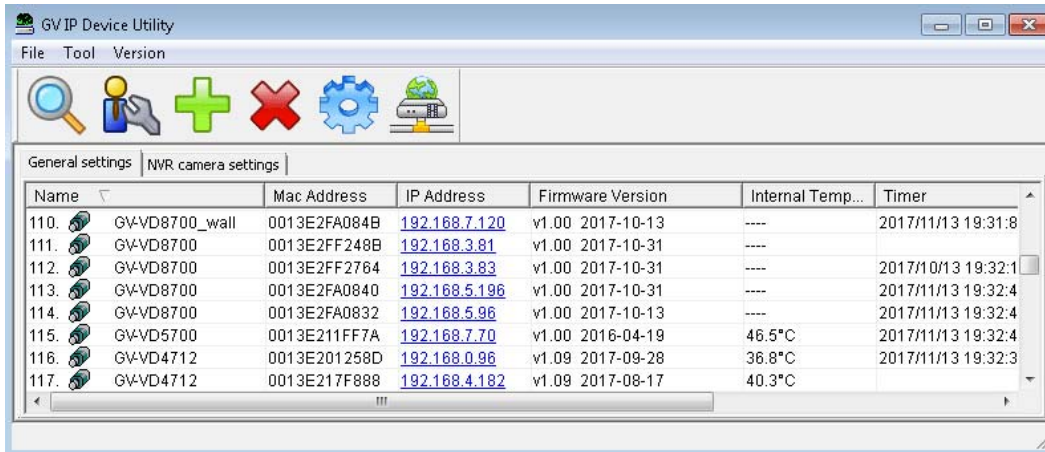 GV IP Device Utility
File Tool Version
General settings NVR camera settings
Name Mac Address IP Address Firmware Version Internal Temp... Timer
110. GV-VD8700_wall 0013E2FA084B 192.168.7.120 v1.00 2017-10-13 ---- 2017/11/13 19:31:8
111. GV-VD8700 0013E2FF248B 192.168.3.81 v1.00 2017-10-31 ----
112. GV-VD8700 0013E2FF2764 192.168.3.83 v1.00 2017-10-31 ---- 2017/10/13 19:32:1
113. GV-VD8700 0013E2FA0840 192.168.5.196 v1.00 2017-10-31 ---- 2017/11/13 19:32:4
114. GV-VD8700 0013E2FA0832 192.168.5.96 v1.00 2017-10-13 ---- 2017/11/13 19:32:4
115. GV-VD5700 0013E211FF7A 192.168.7.70 v1.00 2016-04-19 46.5°C 2017/11/13 19:32:4
116. GV-VD4712 0013E201258D 192.168.0.96 v1.09 2017-09-28 36.8°C 2017/11/13 19:32:3
117. GV-VD4712 0013E217F888 192.168.4.182 v1.09 2017-08-17 40.3°C